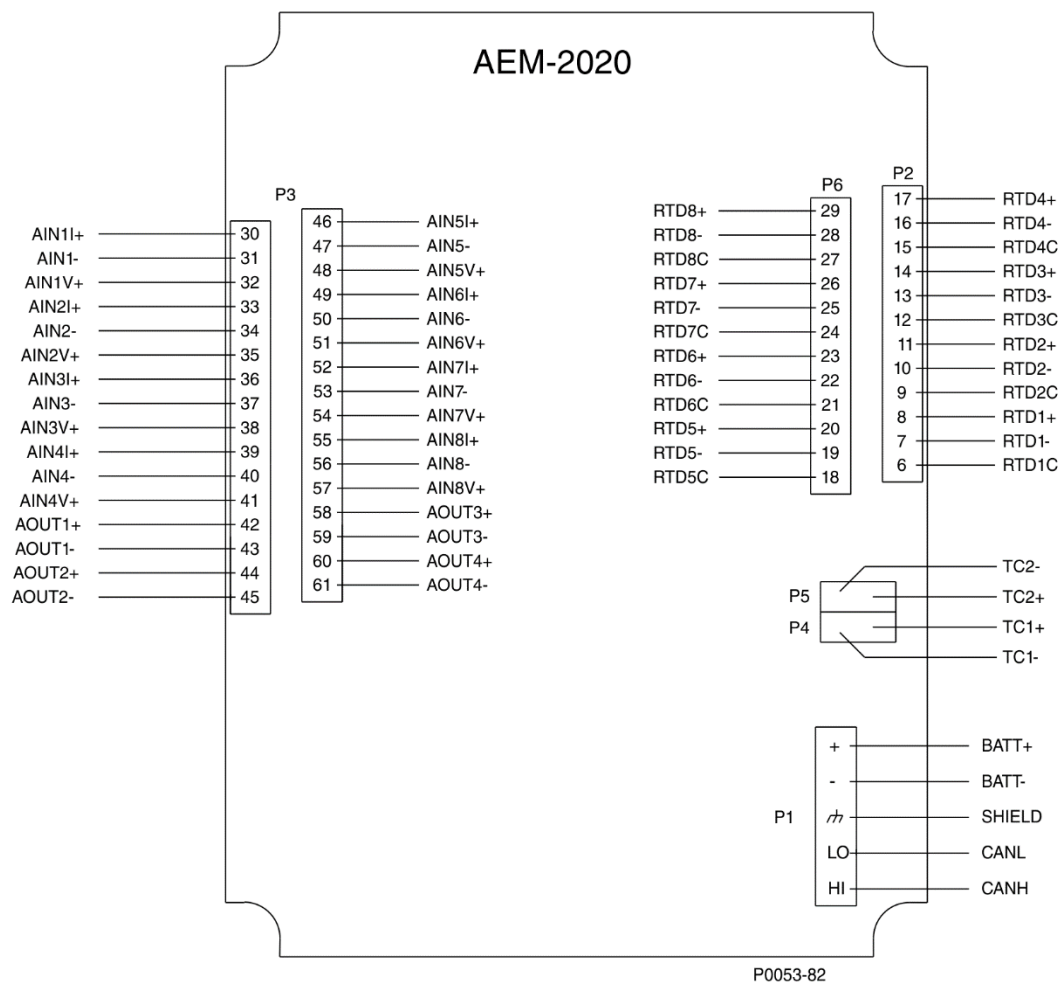 AEM-2020
P3
AIN1I+ 30
AIN1- 31
AIN1V+ 32
AIN2I+ 33
AIN2- 34
AIN2V+ 35
AIN3I+ 36
AIN3- 37
AIN3V+ 38
AIN4I+ 39
AIN4- 40
AIN4V+ 41
AOUT1+ 42
AOUT1- 43
AOUT2+ 44
AOUT2- 45
46 AIN5I+
47 AIN5-
48 AIN5V+
49 AIN6I+
50 AIN6-
51 AIN6V+
52 AIN7I+
53 AIN7-
54 AIN7V+
55 AIN8I+
56 AIN8-
57 AIN8V+
58 AOUT3+
59 AOUT3-
60 AOUT4+
61 AOUT4-
P6
RTD8+ 29
RTD8- 28
RTD8C 27
RTD7+ 26
RTD7- 25
RTD7C 24
RTD6+ 23
RTD6- 22
RTD6C 21
RTD5+ 20
RTD5- 19
RTD5C 18
P2
17 RTD4+
16 RTD4-
15 RTD4C
14 RTD3+
13 RTD3-
12 RTD3C
11 RTD2+
10 RTD2-
9 RTD2C
8 RTD1+
7 RTD1-
6 RTD1C
TC2-
P5 TC2+
P4 TC1+
TC1-
+ BATT+
- BATT-
P1 SHIELD
LO CANL
HI CANH
P0053-82